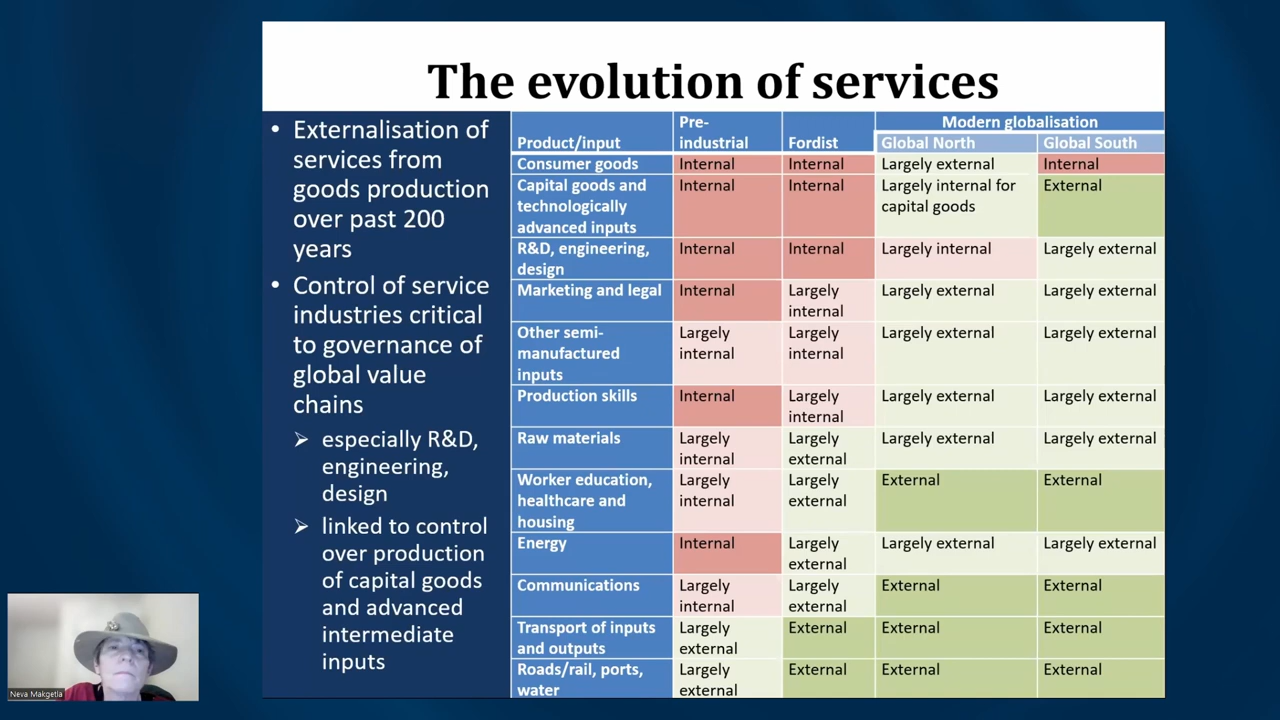 The evolution of services
• Externalisation of
services from
goods production
over past 200
years
• Control of service
industries critical
to governance of
global value
chains
➢ especially R&D,
engineering,
design
➢ linked to control
over production
of capital goods
and advanced
intermediate
inputs
Product/input Pre-industrial Fordist Modern globalisation
Global North Global South
Consumer goods Internal Internal Largely external Internal
Capital goods and technologically advanced inputs Internal Internal Largely internal for capital goods External
R&D, engineering, design Internal Internal Largely internal Largely external
Marketing and legal Internal Largely internal Largely external Largely external
Other semi-manufactured inputs Largely internal Largely internal Largely external Largely external
Production skills Internal Largely internal Largely external Largely external
Raw materials Largely internal Largely external Largely external Largely external
Worker education, healthcare and housing Largely internal Largely external External External
Energy Internal Largely external Largely external Largely external
Communications Largely internal Largely external External External
Transport of inputs and outputs Largely external External External External
Roads/rail, ports, water Largely external External External External
Neva Makgetla